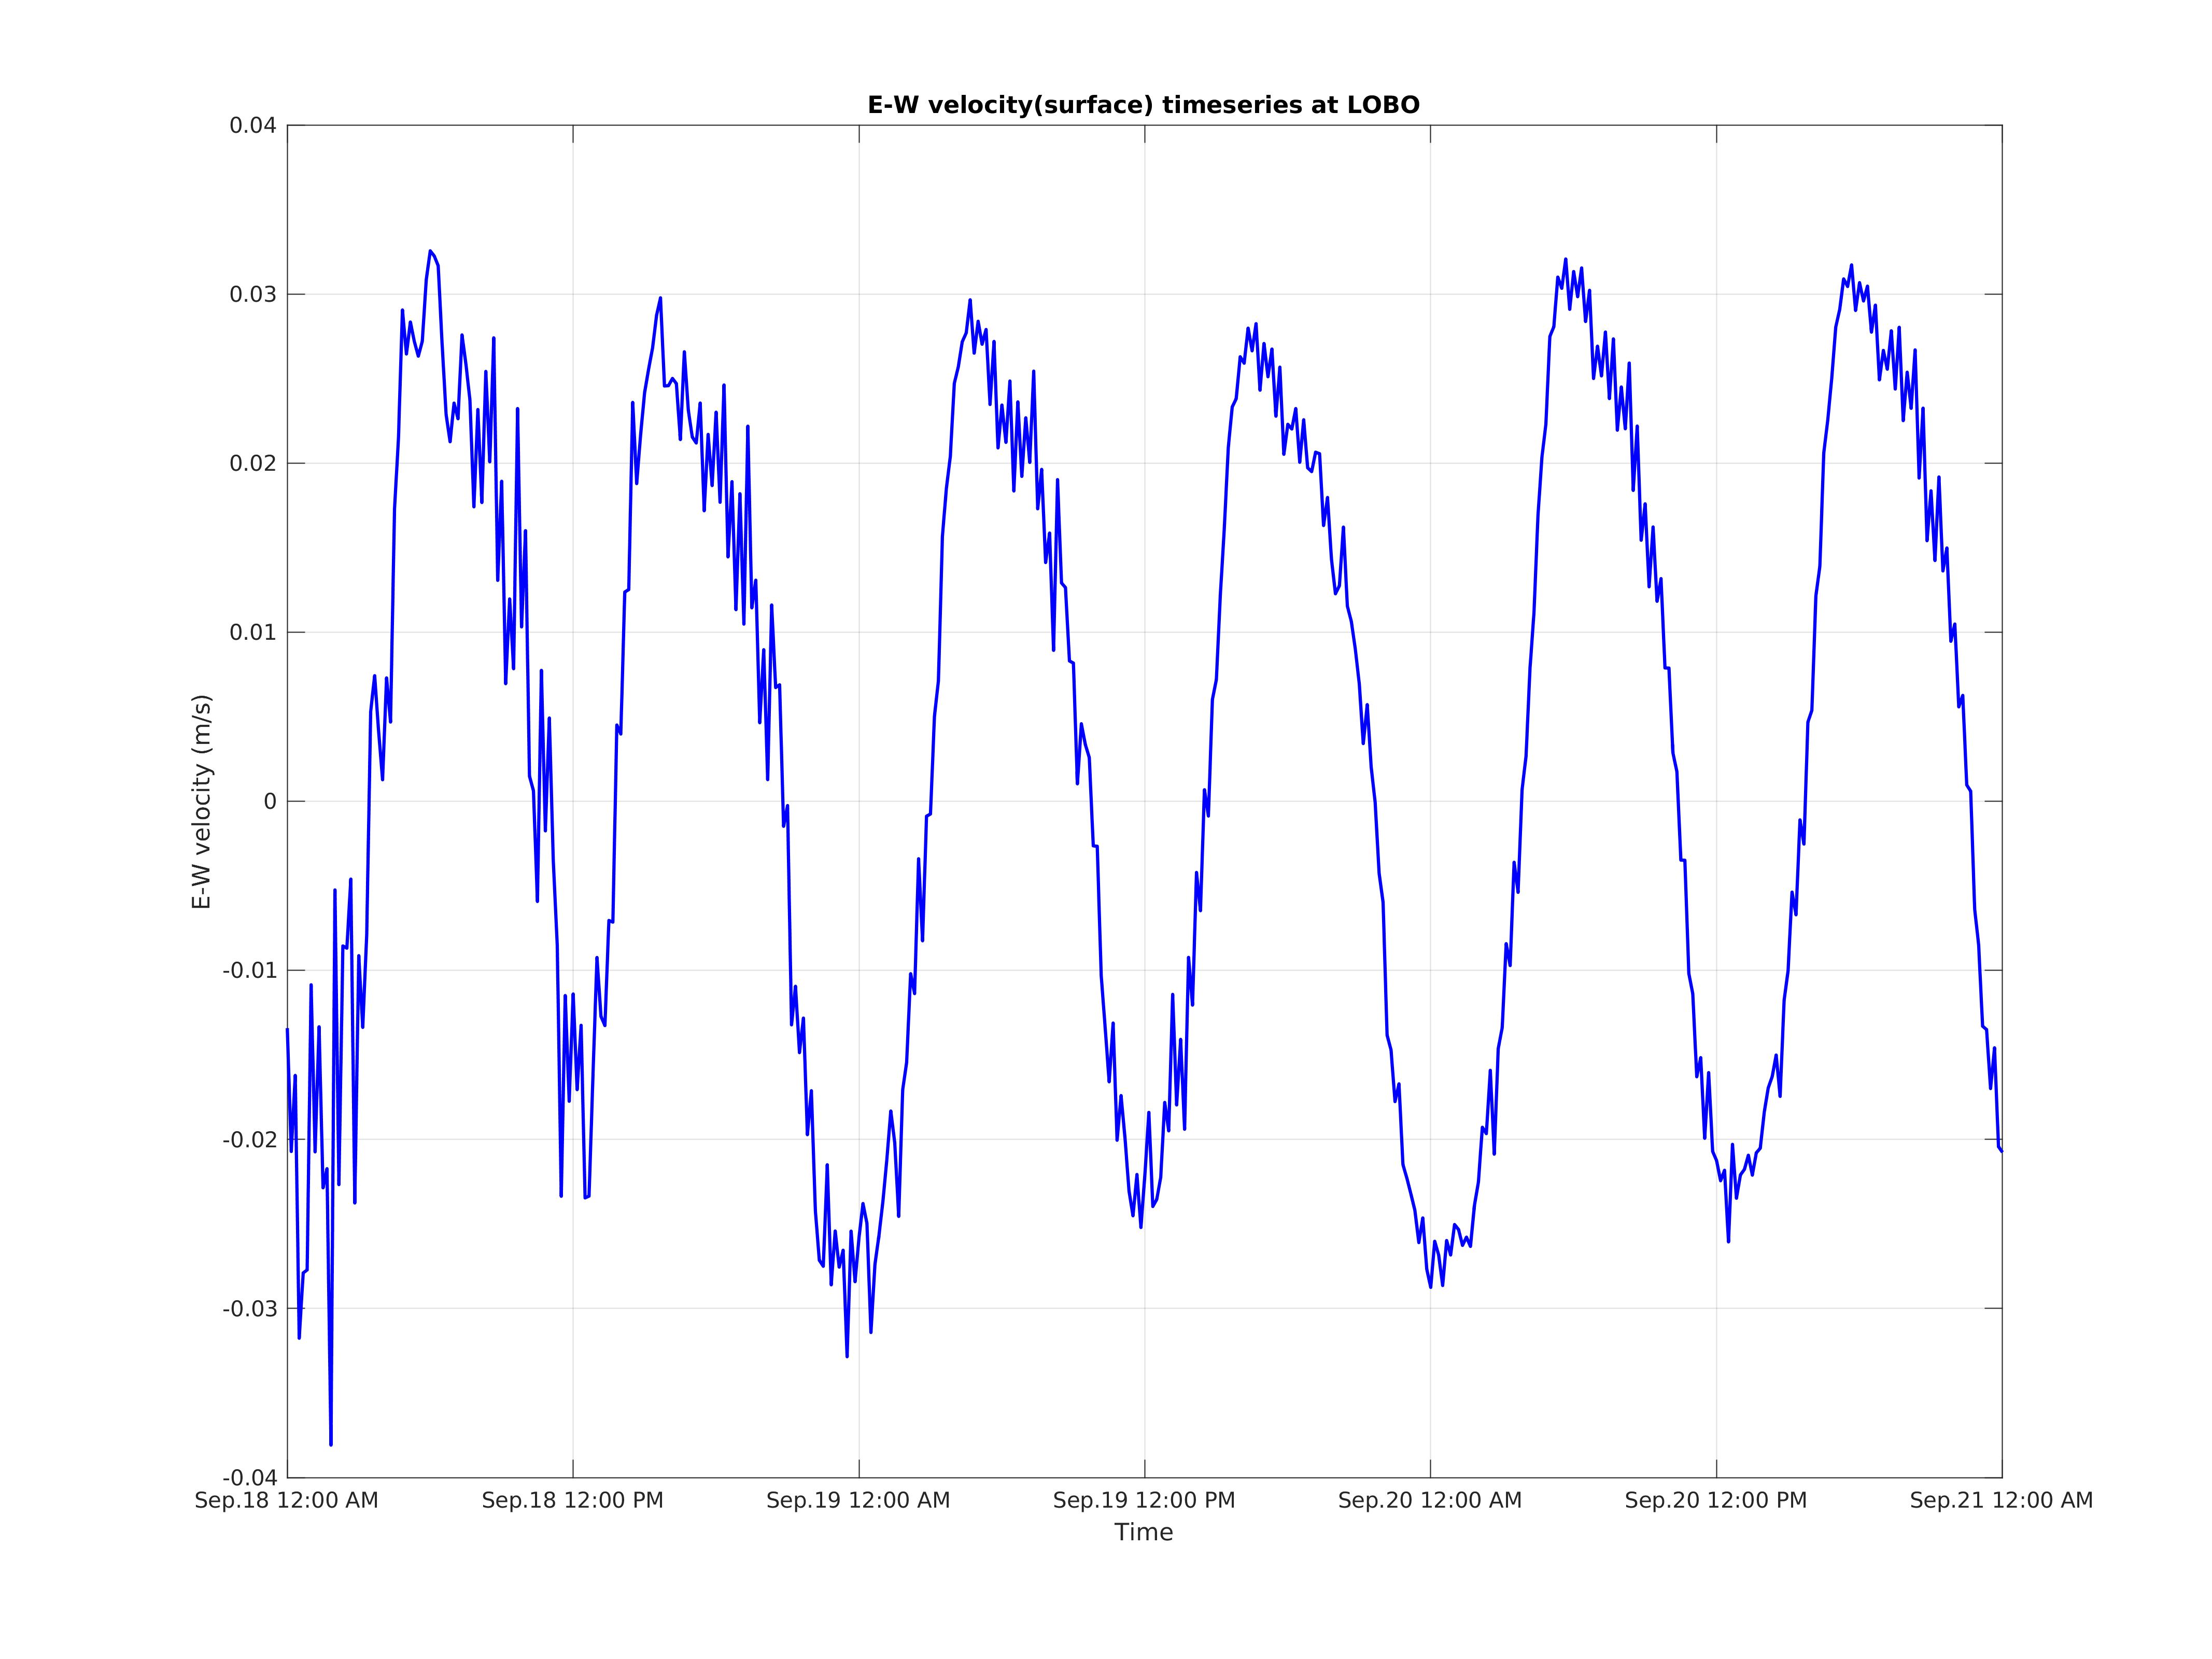 E-W velocity(surface) timeseries at LOBO
0.04
0.03
0.02
0.01
0
-0.01
-0.02
-0.03
-0.04
E-W velocity (m/s)
Sep.18 12:00 AM Sep.18 12:00 PM Sep.19 12:00 AM Sep.19 12:00 PM Sep.20 12:00 AM Sep.20 12:00 PM Sep.21 12:00 AM
Time